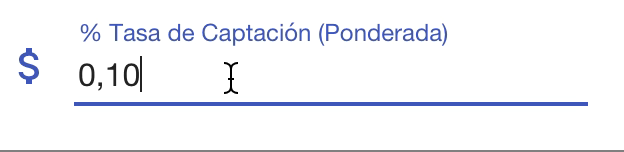 % Tasa de Captación (Ponderada)
$ 0,10